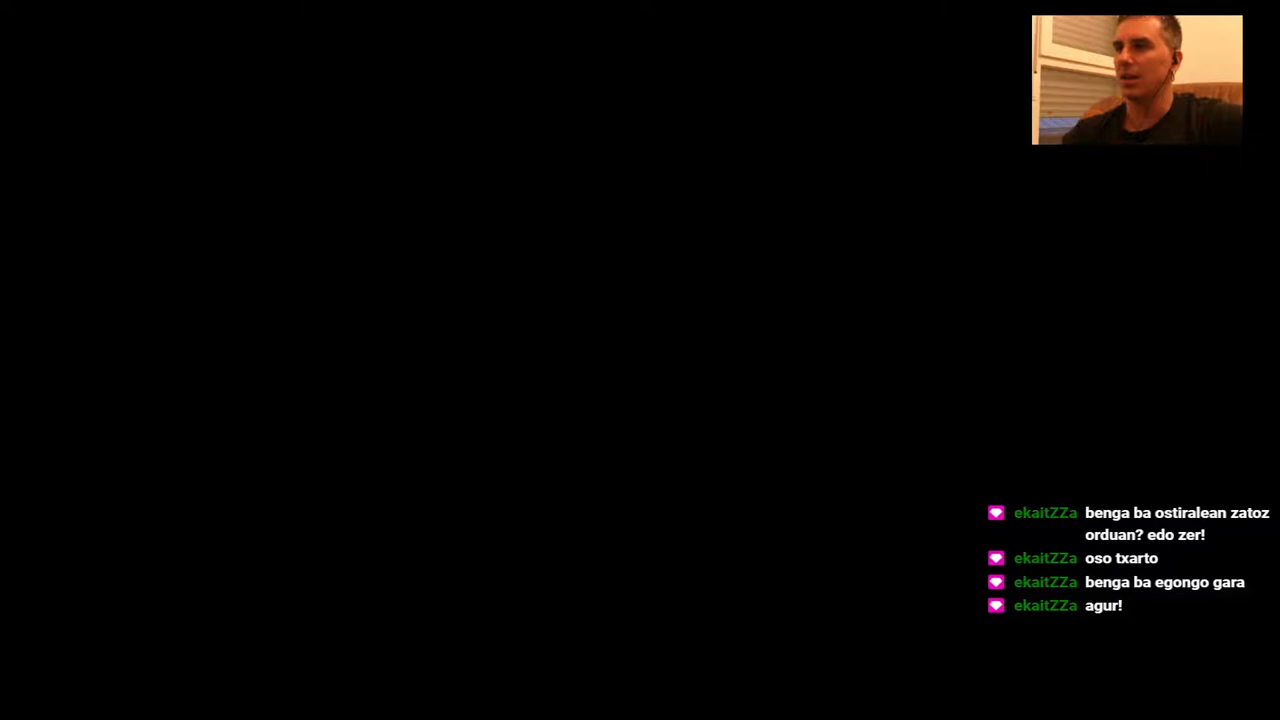 ekaitZZa benga ba ostiralean zatoz
orduan? edo zer!
ekaitZZa oso txarto
ekaitZZa benga ba egongo gara
ekaitZZa agur!